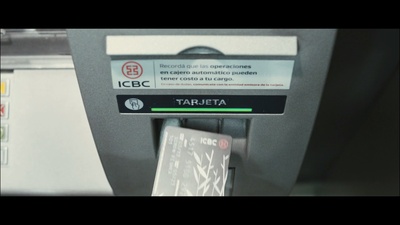 Recordá que las operaciones
en cajero automático pueden
tener costo a tu cargo.
ICBC
TARJETA
ICBC